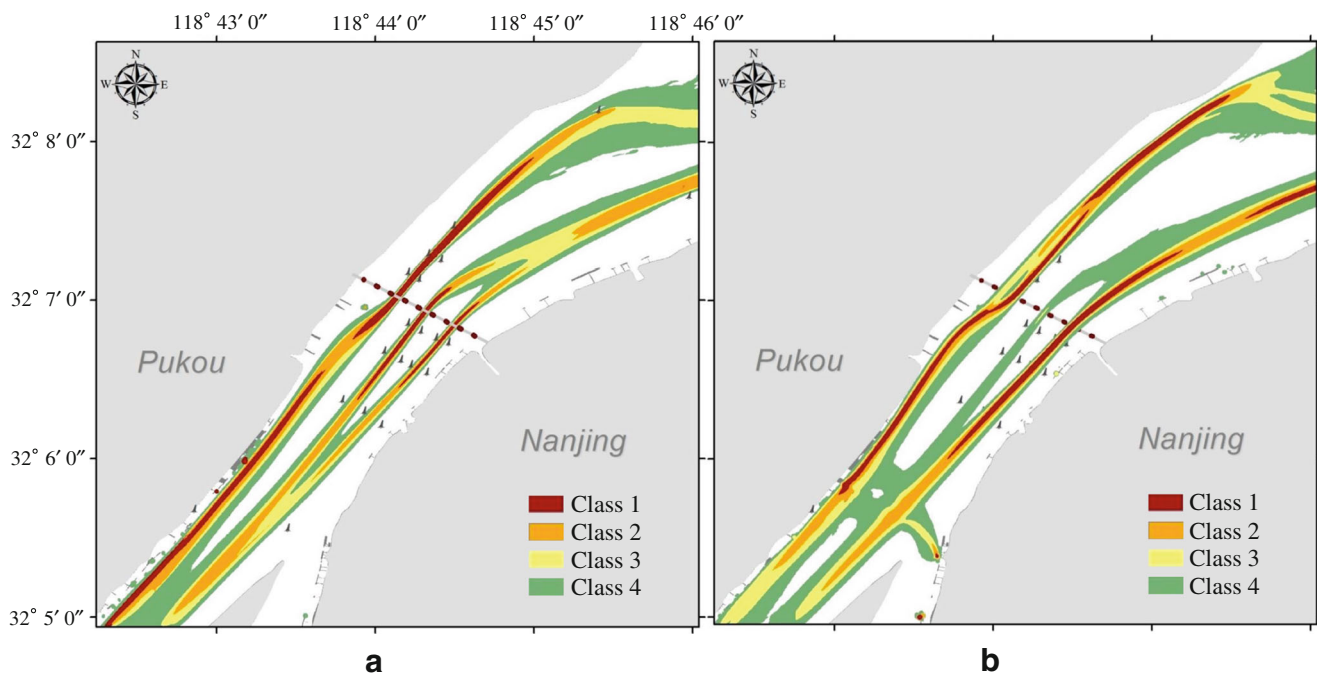 118° 43′ 0″ 118° 44′ 0″ 118° 45′ 0″ 118° 46′ 0″
N
W E
S
N
W E
S
32° 8′ 0″
32° 7′ 0″
Pukou
Pukou
Nanjing
Nanjing
32° 6′ 0″
Class 1
Class 2
Class 3
Class 4
Class 1
Class 2
Class 3
Class 4
32° 5′ 0″
a
b